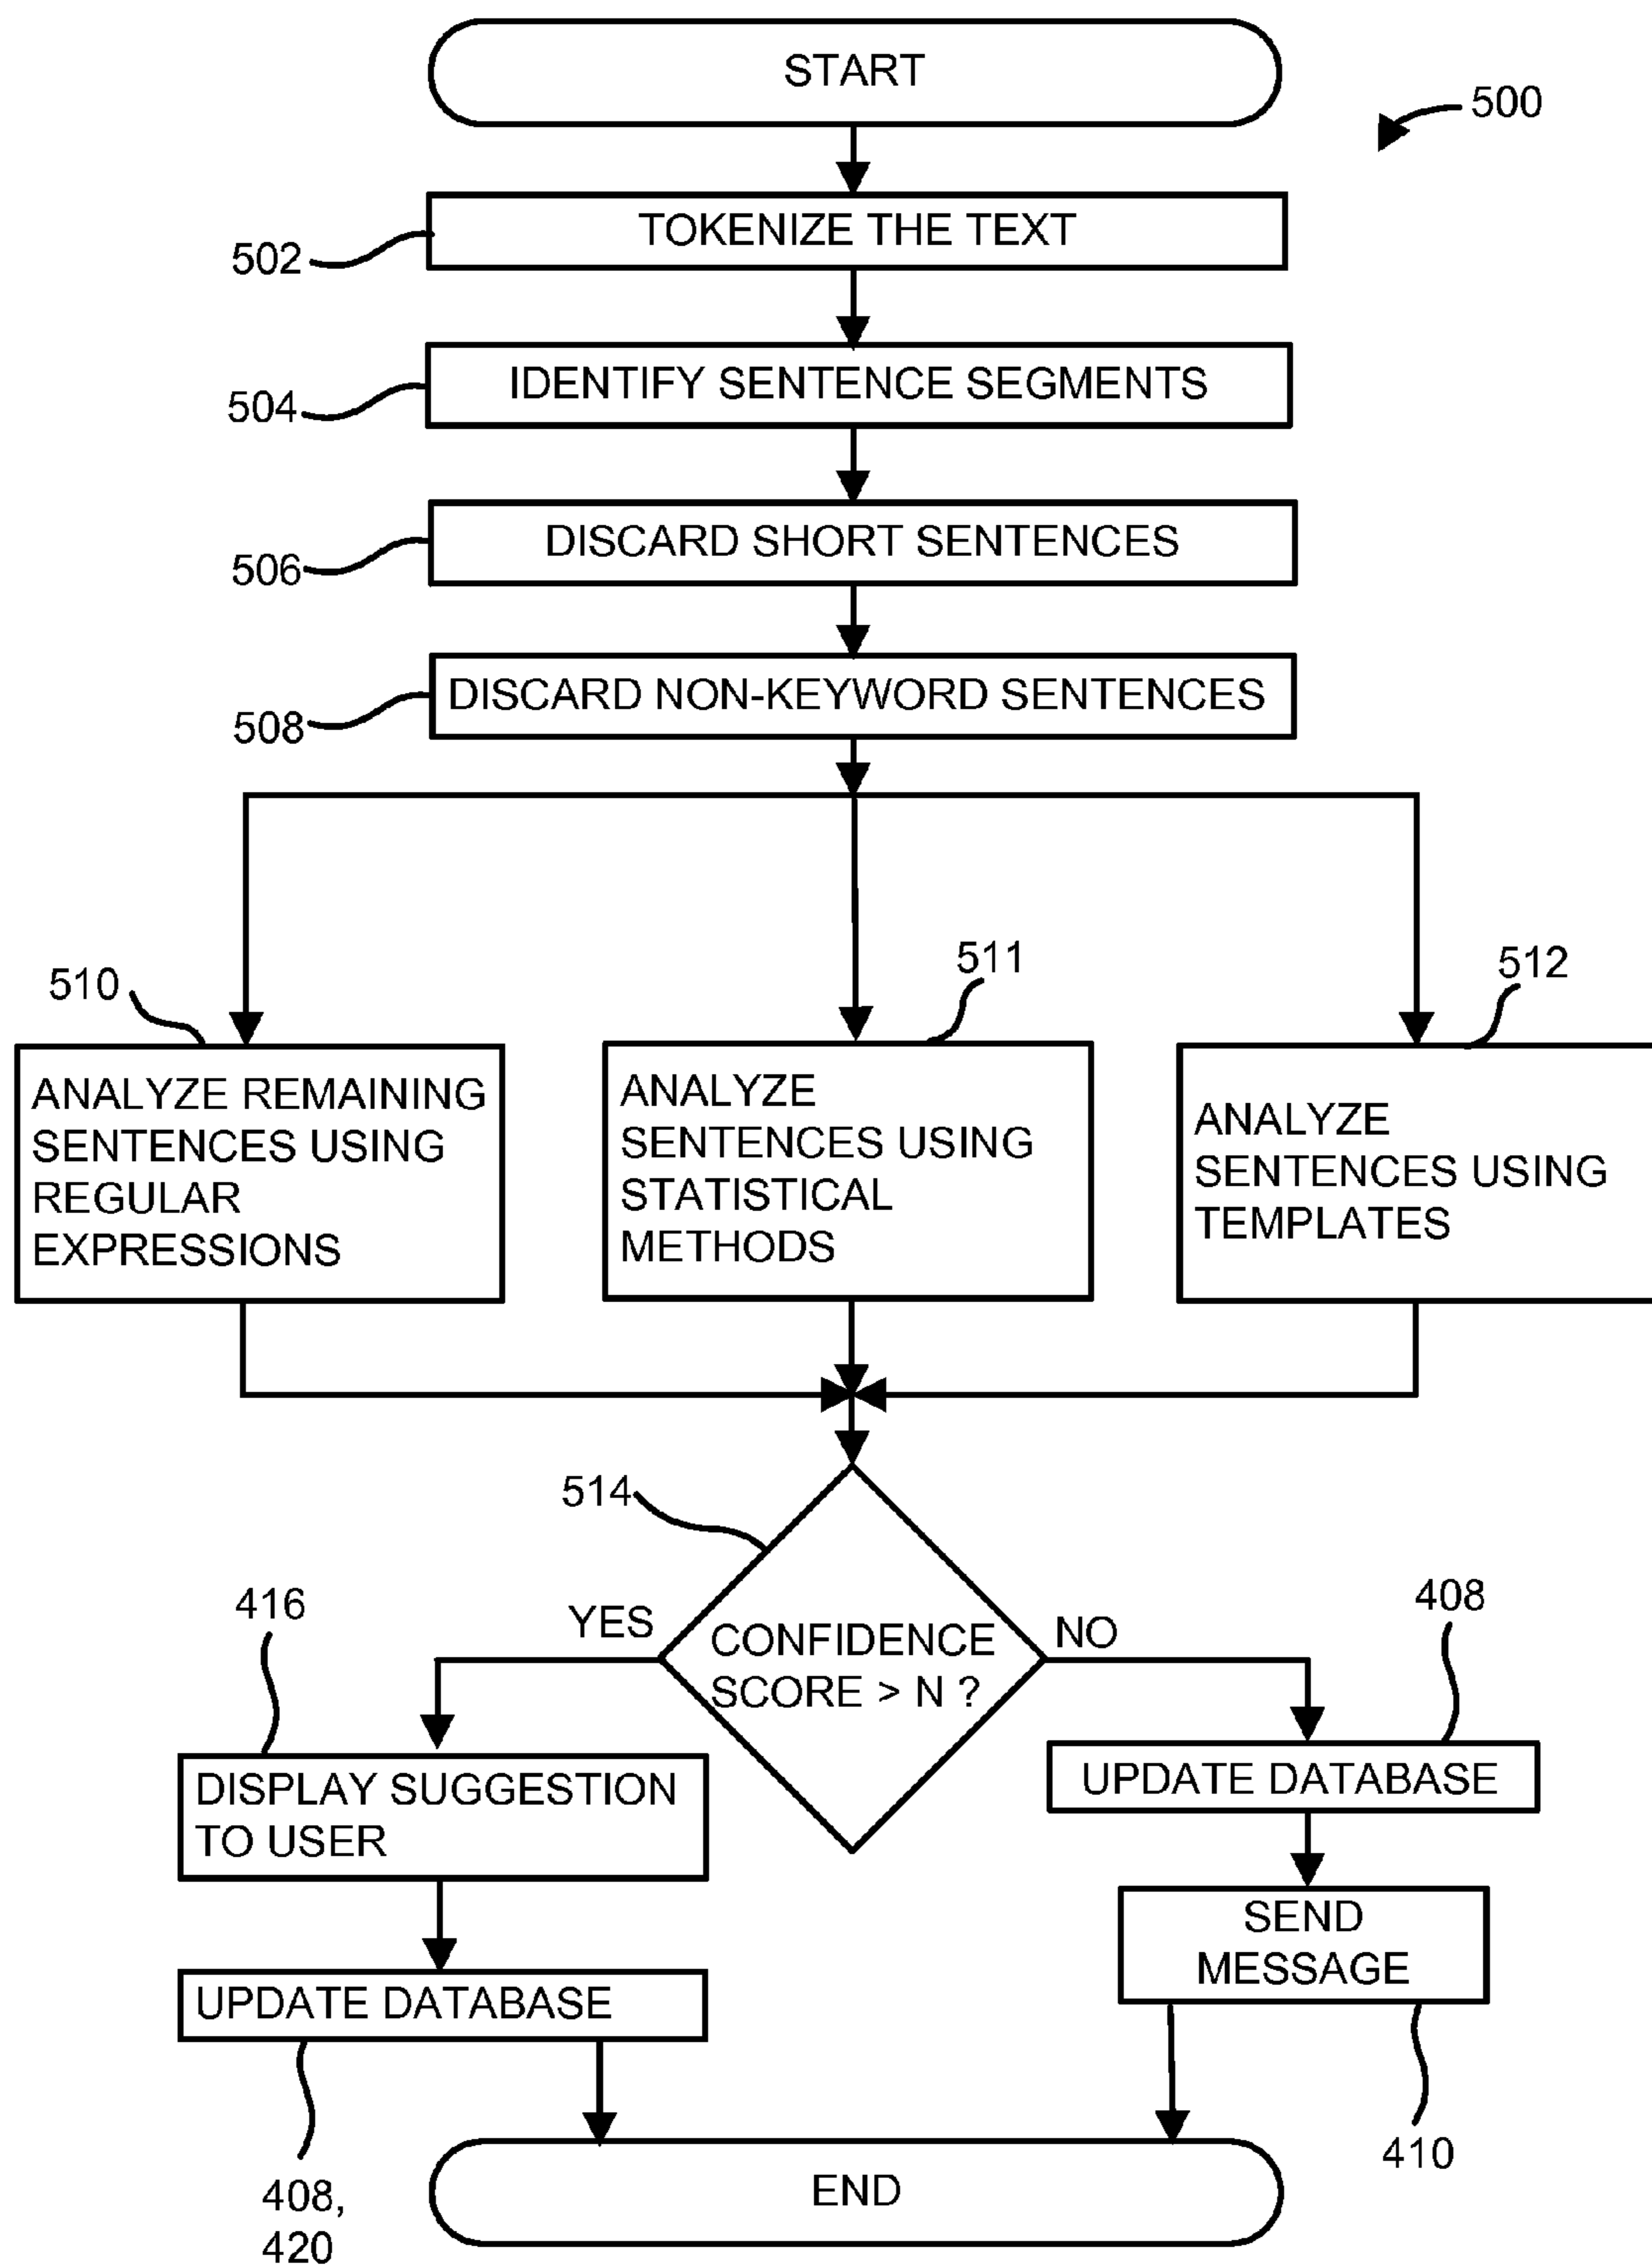 START
500
TOKENIZE THE TEXT
502
IDENTIFY SENTENCE SEGMENTS
504
DISCARD SHORT SENTENCES
506
DISCARD NON-KEYWORD SENTENCES
508
510
511
512
ANALYZE REMAINING
SENTENCES USING
REGULAR
EXPRESSIONS
ANALYZE
SENTENCES USING
STATISTICAL
METHODS
ANALYZE
SENTENCES USING
TEMPLATES
514
CONFIDENCE
SCORE > N ?
YES
NO
416
408
DISPLAY SUGGESTION
TO USER
UPDATE DATABASE
UPDATE DATABASE
SEND
MESSAGE
408,
420
410
END